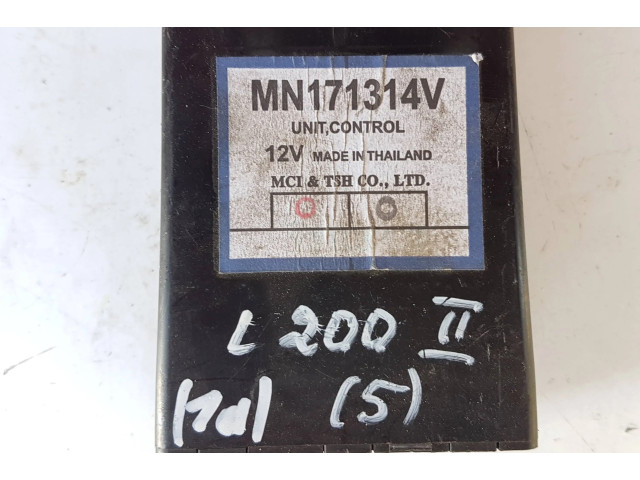 MN171314V
UNIT,CONTROL
12V MADE IN THAILAND
MCI & TSH CO., LTD.
L 200 II
(5)